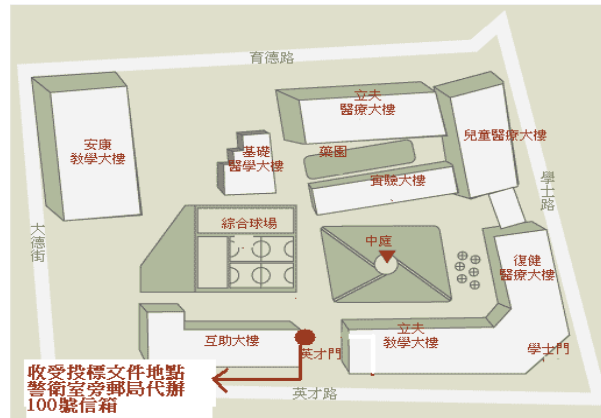 育德路
安康
教學大樓
基礎
醫學大樓
立夫
醫療大樓
藥園
實驗大樓
兒童醫療大樓
學士路
大德街
綜合球場
中庭
復健
醫療大樓
互助大樓
英才門
立夫
教學大樓
學士門
收受投標文件地點
警衛室旁郵局代辦
100號信箱
英才路